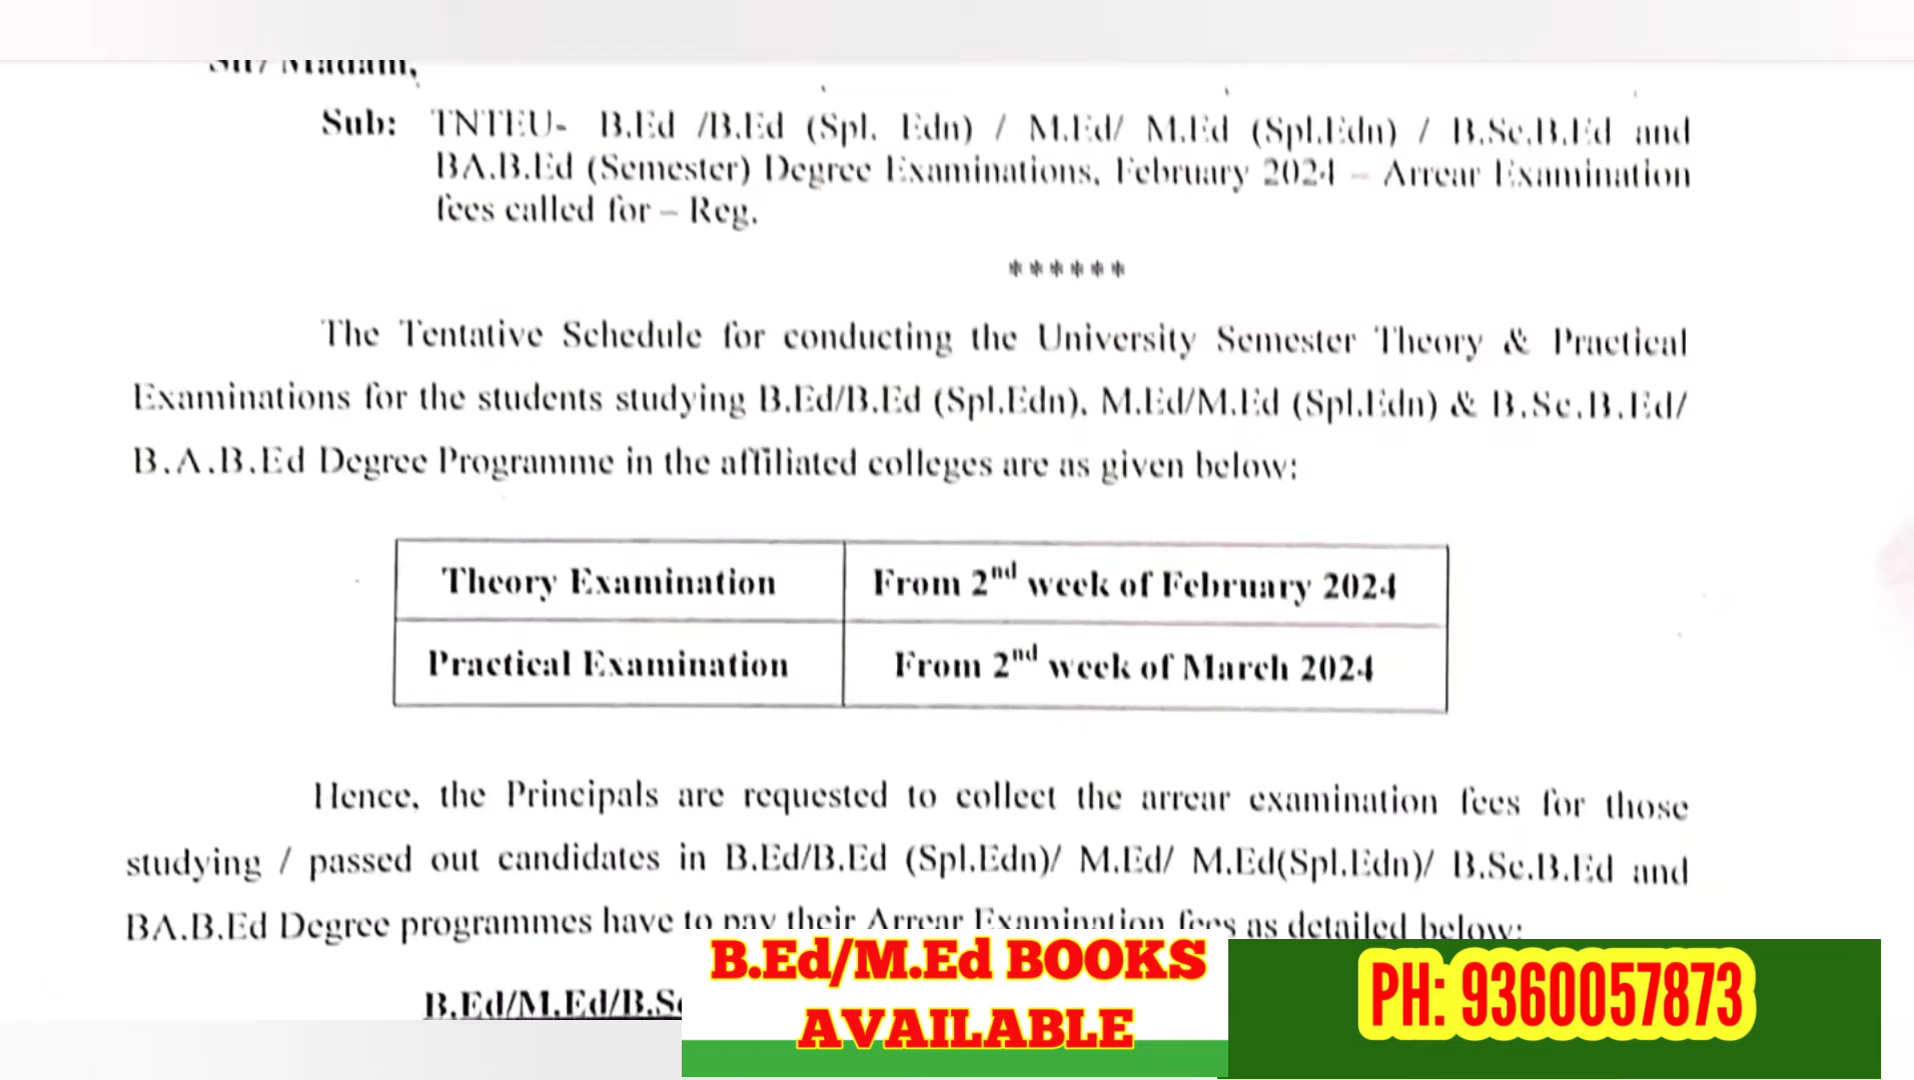 Sir/ Madam,
Sub: TNTEU- B.Ed /B.Ed (Spl. Edn) / M.Ed/ M.Ed (Spl.Edn) / B.Sc.B.Ed and
BA.B.Ed (Semester) Degree Examinations, February 2024 – Arrear Examination
fees called for – Reg.
******
The Tentative Schedule for conducting the University Semester Theory & Practical
Examinations for the students studying B.Ed/B.Ed (Spl.Edn), M.Ed/M.Ed (Spl.Edn) & B.Sc.B.Ed/
B.A.B.Ed Degree Programme in the affiliated colleges are as given below:
Theory Examination From 2nd week of February 2024
Practical Examination From 2nd week of March 2024
Hence, the Principals are requested to collect the arrear examination fees for those
studying / passed out candidates in B.Ed/B.Ed (Spl.Edn)/ M.Ed/ M.Ed(Spl.Edn)/ B.Sc.B.Ed and
BA.B.Ed Degree programmes have to pay their Arrear Examination fees as detailed below:
B.Ed/M.Ed/B.Sc
B.Ed/M.Ed BOOKS
AVAILABLE
PH: 9360057873